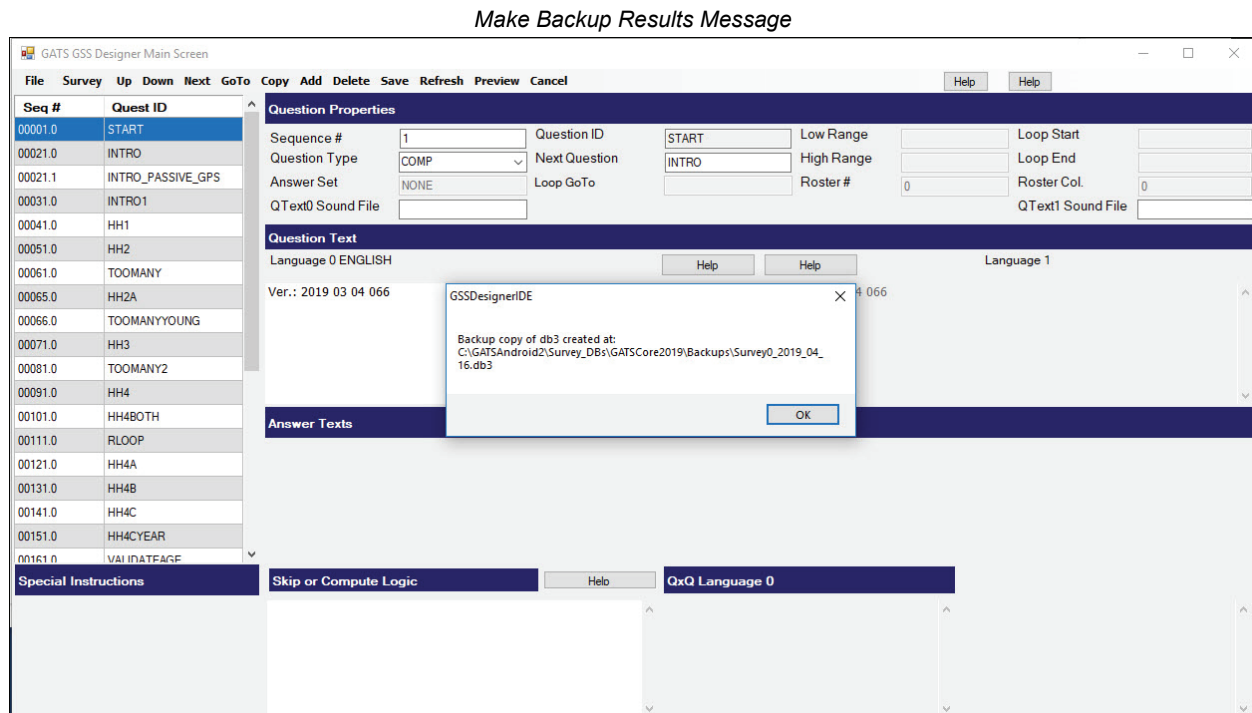 Make Backup Results Message
GATS GSS Designer Main Screen
File Survey Up Down Next GoTo Copy Add Delete Save Refresh Preview Cancel Help Help
Seq # Quest ID
00001.0 START
00021.0 INTRO
00021.1 INTRO_PASSIVE_GPS
00031.0 INTRO1
00041.0 HH1
00051.0 HH2
00061.0 TOOMANY
00065.0 HH2A
00066.0 TOOMANYYOUNG
00071.0 HH3
00081.0 TOOMANY2
00091.0 HH4
00101.0 HH4BOTH
00111.0 RLOOP
00121.0 HH4A
00131.0 HH4B
00141.0 HH4C
00151.0 HH4CYEAR
00161.0 VALIDATEAGE
Question Properties
Sequence # 1 Question ID START Low Range Loop Start
Question Type COMP Next Question INTRO High Range Loop End
Answer Set NONE Loop GoTo Roster # 0 Roster Col. 0
QText0 Sound File QText1 Sound File
Question Text
Language 0 ENGLISH Help Help Language 1
Ver.: 2019 03 04 066 4 066
GSSDesignerIDE
Backup copy of db3 created at:
C:\GATSAndroid2\Survey_DBs\GATSCore2019\Backups\Survey0_2019_04_
16.db3
OK
Answer Texts
Special Instructions Skip or Compute Logic Help QxQ Language 0